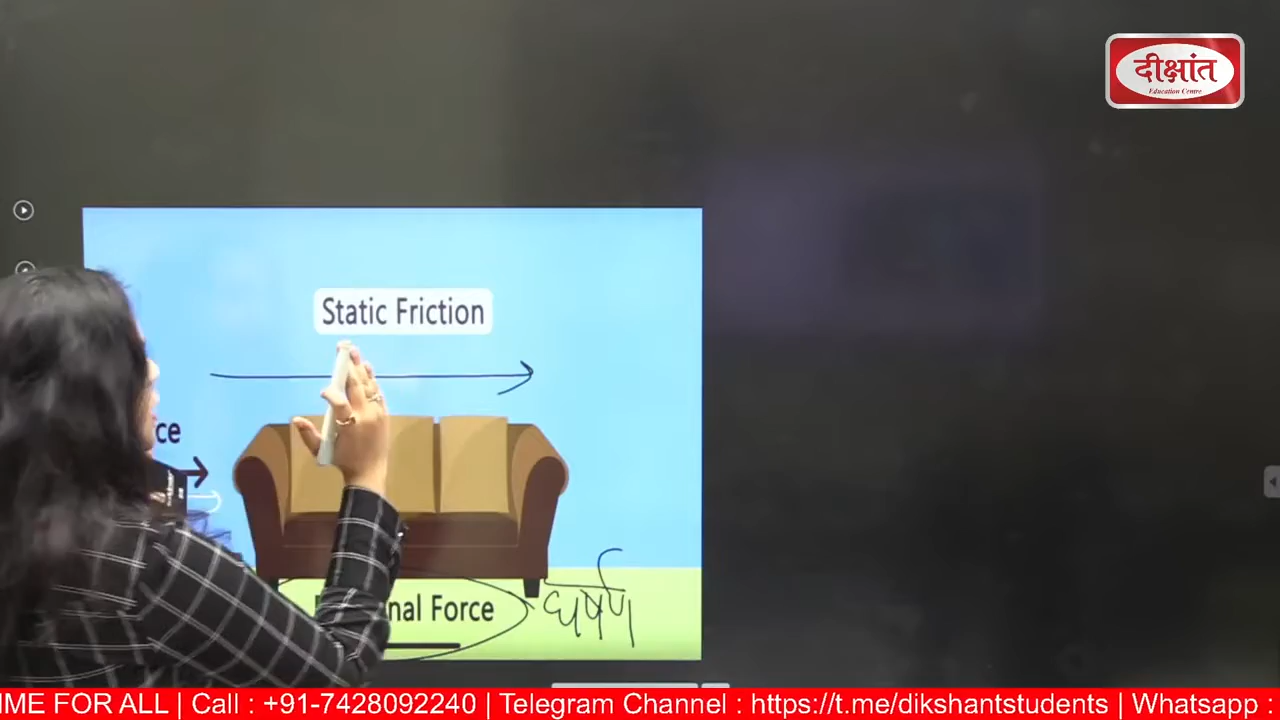 दीक्षांत
Education Centre
Static Friction
ce
nal Force
घर्षण
IME FOR ALL | Call : +91-7428092240 | Telegram Channel : https://t.me/dikshantstudents | Whatsapp :